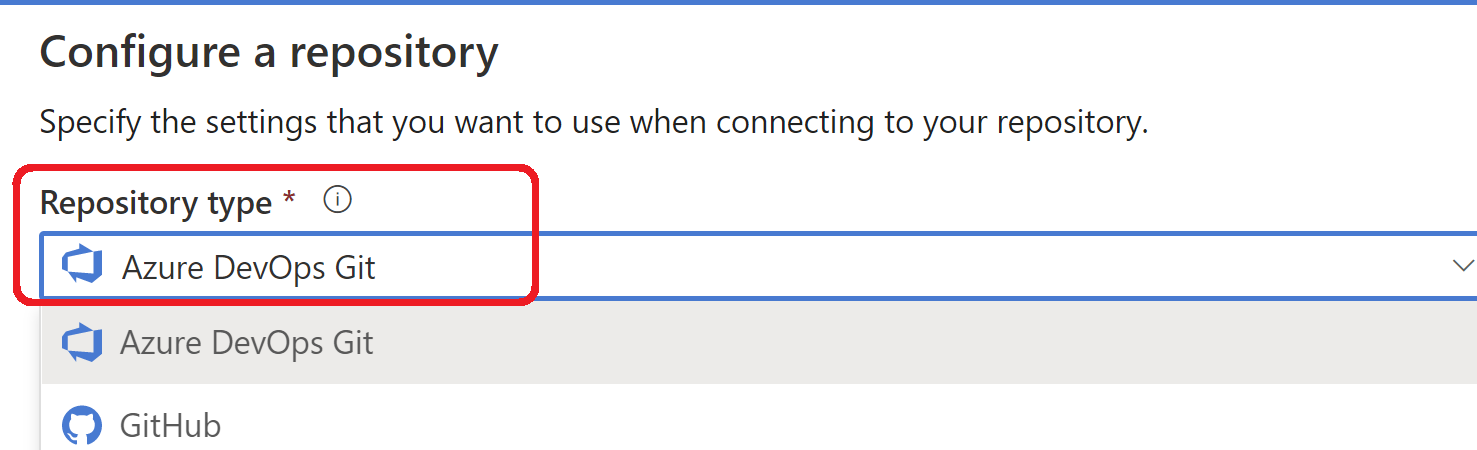 Configure a repository
Specify the settings that you want to use when connecting to your repository.
Repository type *
Azure DevOps Git
Azure DevOps Git
GitHub